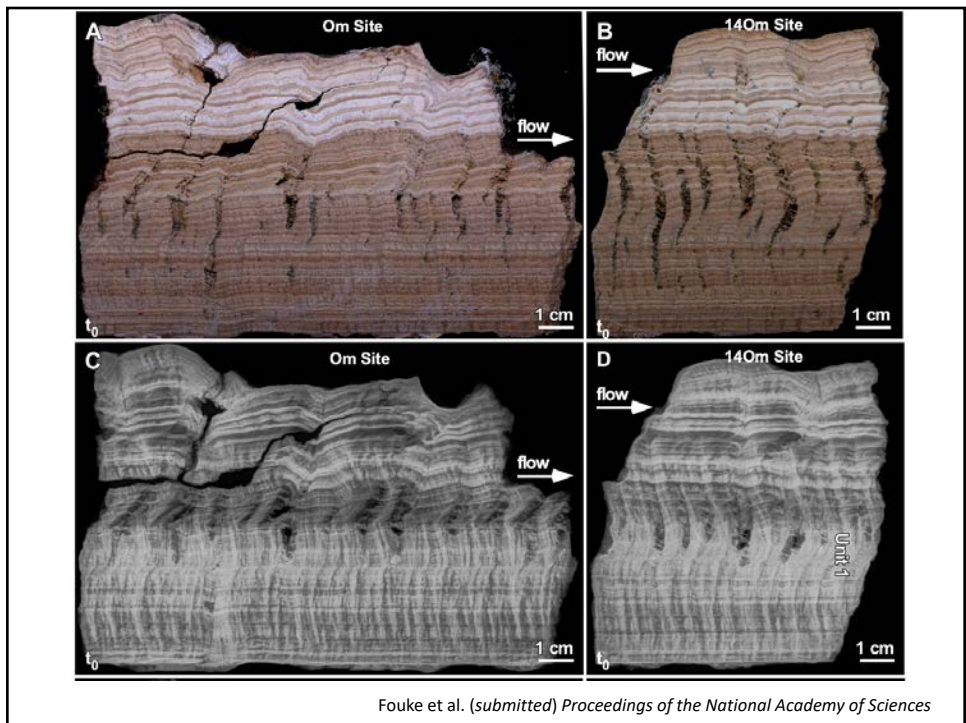 A Om Site
flow
1 cm
t0
B 14Om Site
flow
1 cm
t0
C Om Site
flow
1 cm
t0
D 14Om Site
flow
Unit 1
1 cm
t0
Fouke et al. (submitted) Proceedings of the National Academy of Sciences